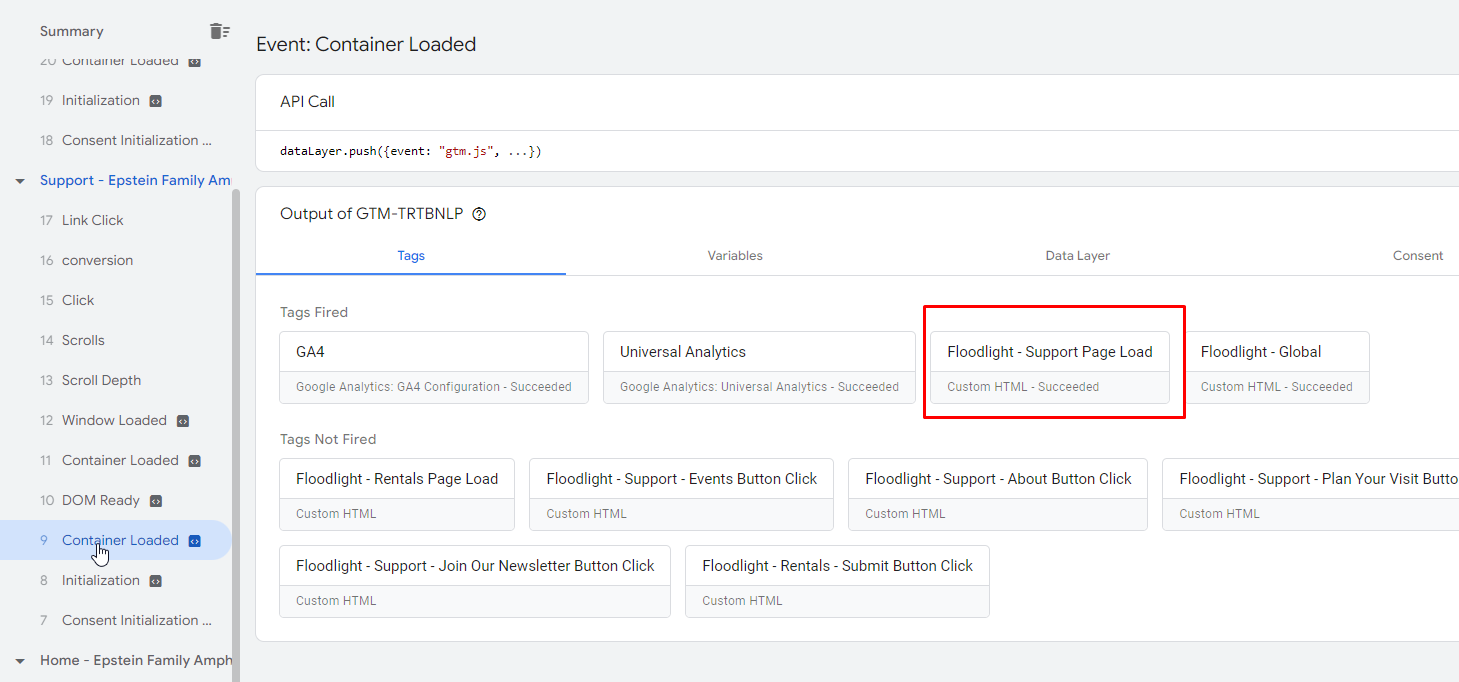 Summary
20 Container Loaded
19 Initialization
18 Consent Initialization ...
Support - Epstein Family Am
17 Link Click
16 conversion
15 Click
14 Scrolls
13 Scroll Depth
12 Window Loaded
11 Container Loaded
10 DOM Ready
9 Container Loaded
8 Initialization
7 Consent Initialization ...
Home - Epstein Family Amph
Event: Container Loaded
API Call
dataLayer.push({event: "gtm.js", ...})
Output of GTM-TRTBNLP
Tags Variables Data Layer Consent
Tags Fired
GA4
Google Analytics: GA4 Configuration - Succeeded
Universal Analytics
Google Analytics: Universal Analytics - Succeeded
Floodlight - Support Page Load
Custom HTML - Succeeded
Floodlight - Global
Custom HTML - Succeeded
Tags Not Fired
Floodlight - Rentals Page Load
Custom HTML
Floodlight - Support - Events Button Click
Custom HTML
Floodlight - Support - About Button Click
Custom HTML
Floodlight - Support - Plan Your Visit Butto
Custom HTML
Floodlight - Support - Join Our Newsletter Button Click
Custom HTML
Floodlight - Rentals - Submit Button Click
Custom HTML